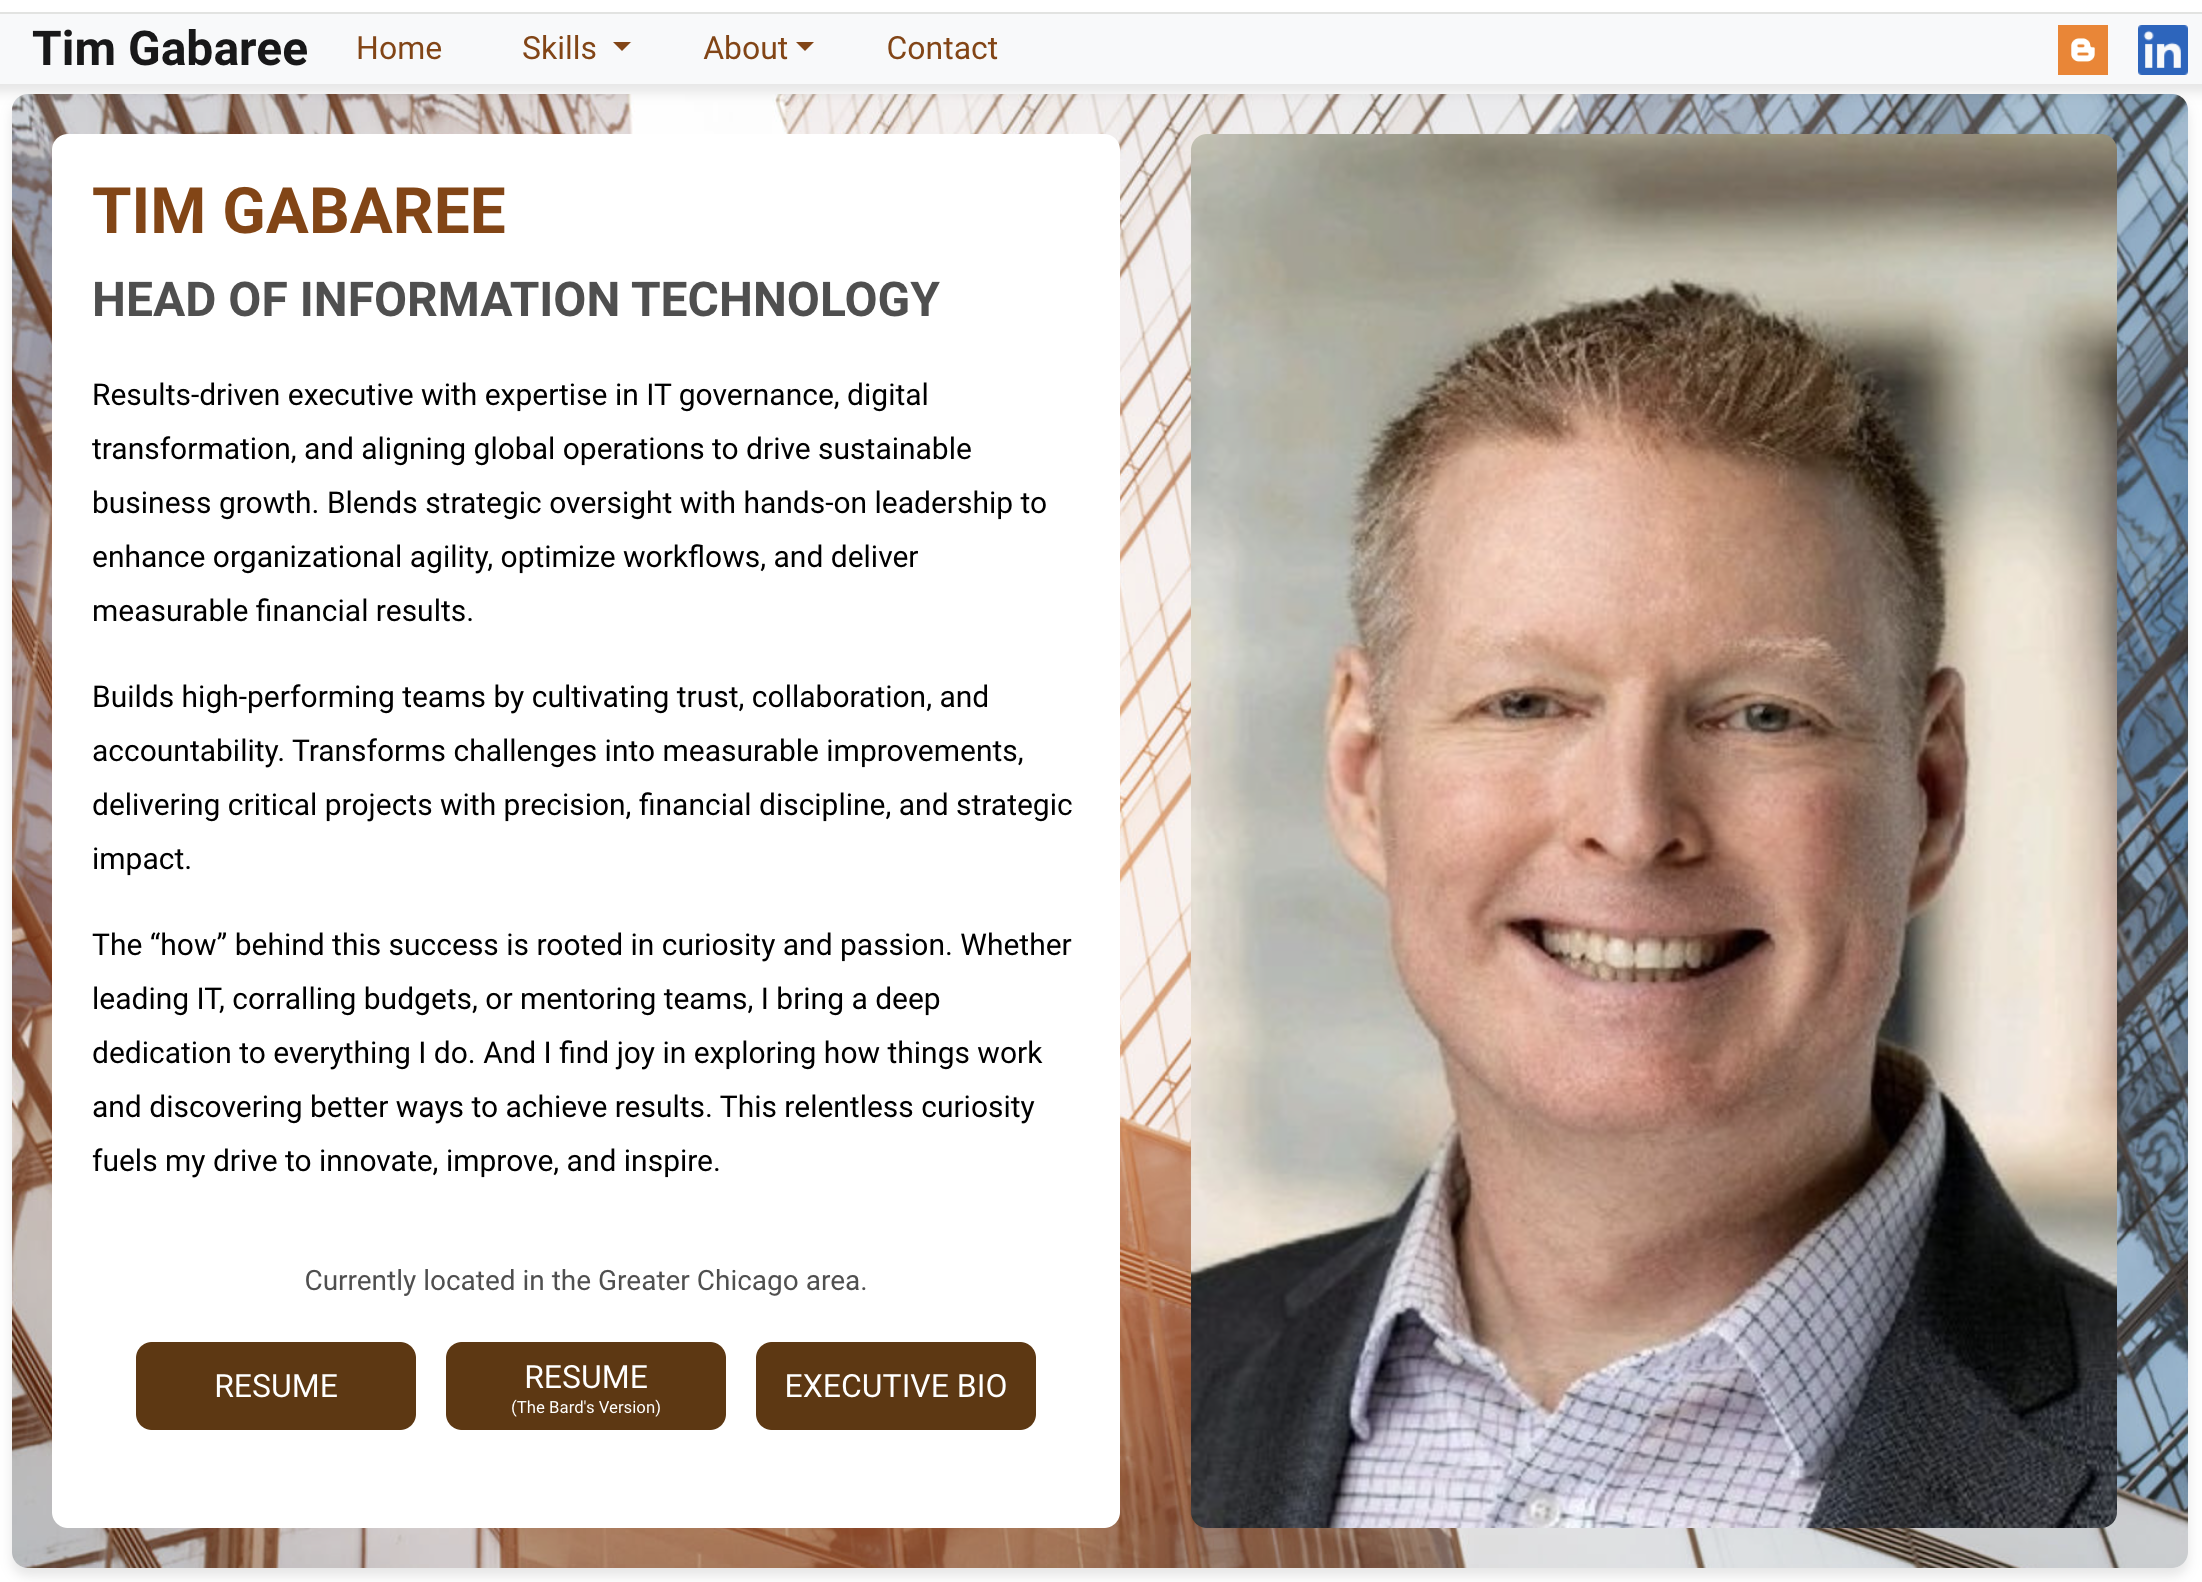 Tim Gabaree
Home
Skills
About
Contact
in
TIM GABAREE
HEAD OF INFORMATION TECHNOLOGY
Results-driven executive with expertise in IT governance, digital
transformation, and aligning global operations to drive sustainable
business growth. Blends strategic oversight with hands-on leadership to
enhance organizational agility, optimize workflows, and deliver
measurable financial results.
Builds high-performing teams by cultivating trust, collaboration, and
accountability. Transforms challenges into measurable improvements,
delivering critical projects with precision, financial discipline, and strategic
impact.
The “how” behind this success is rooted in curiosity and passion. Whether
leading IT, corralling budgets, or mentoring teams, I bring a deep
dedication to everything I do. And I find joy in exploring how things work
and discovering better ways to achieve results. This relentless curiosity
fuels my drive to innovate, improve, and inspire.
Currently located in the Greater Chicago area.
RESUME
RESUME
(The Bard's Version)
EXECUTIVE BIO